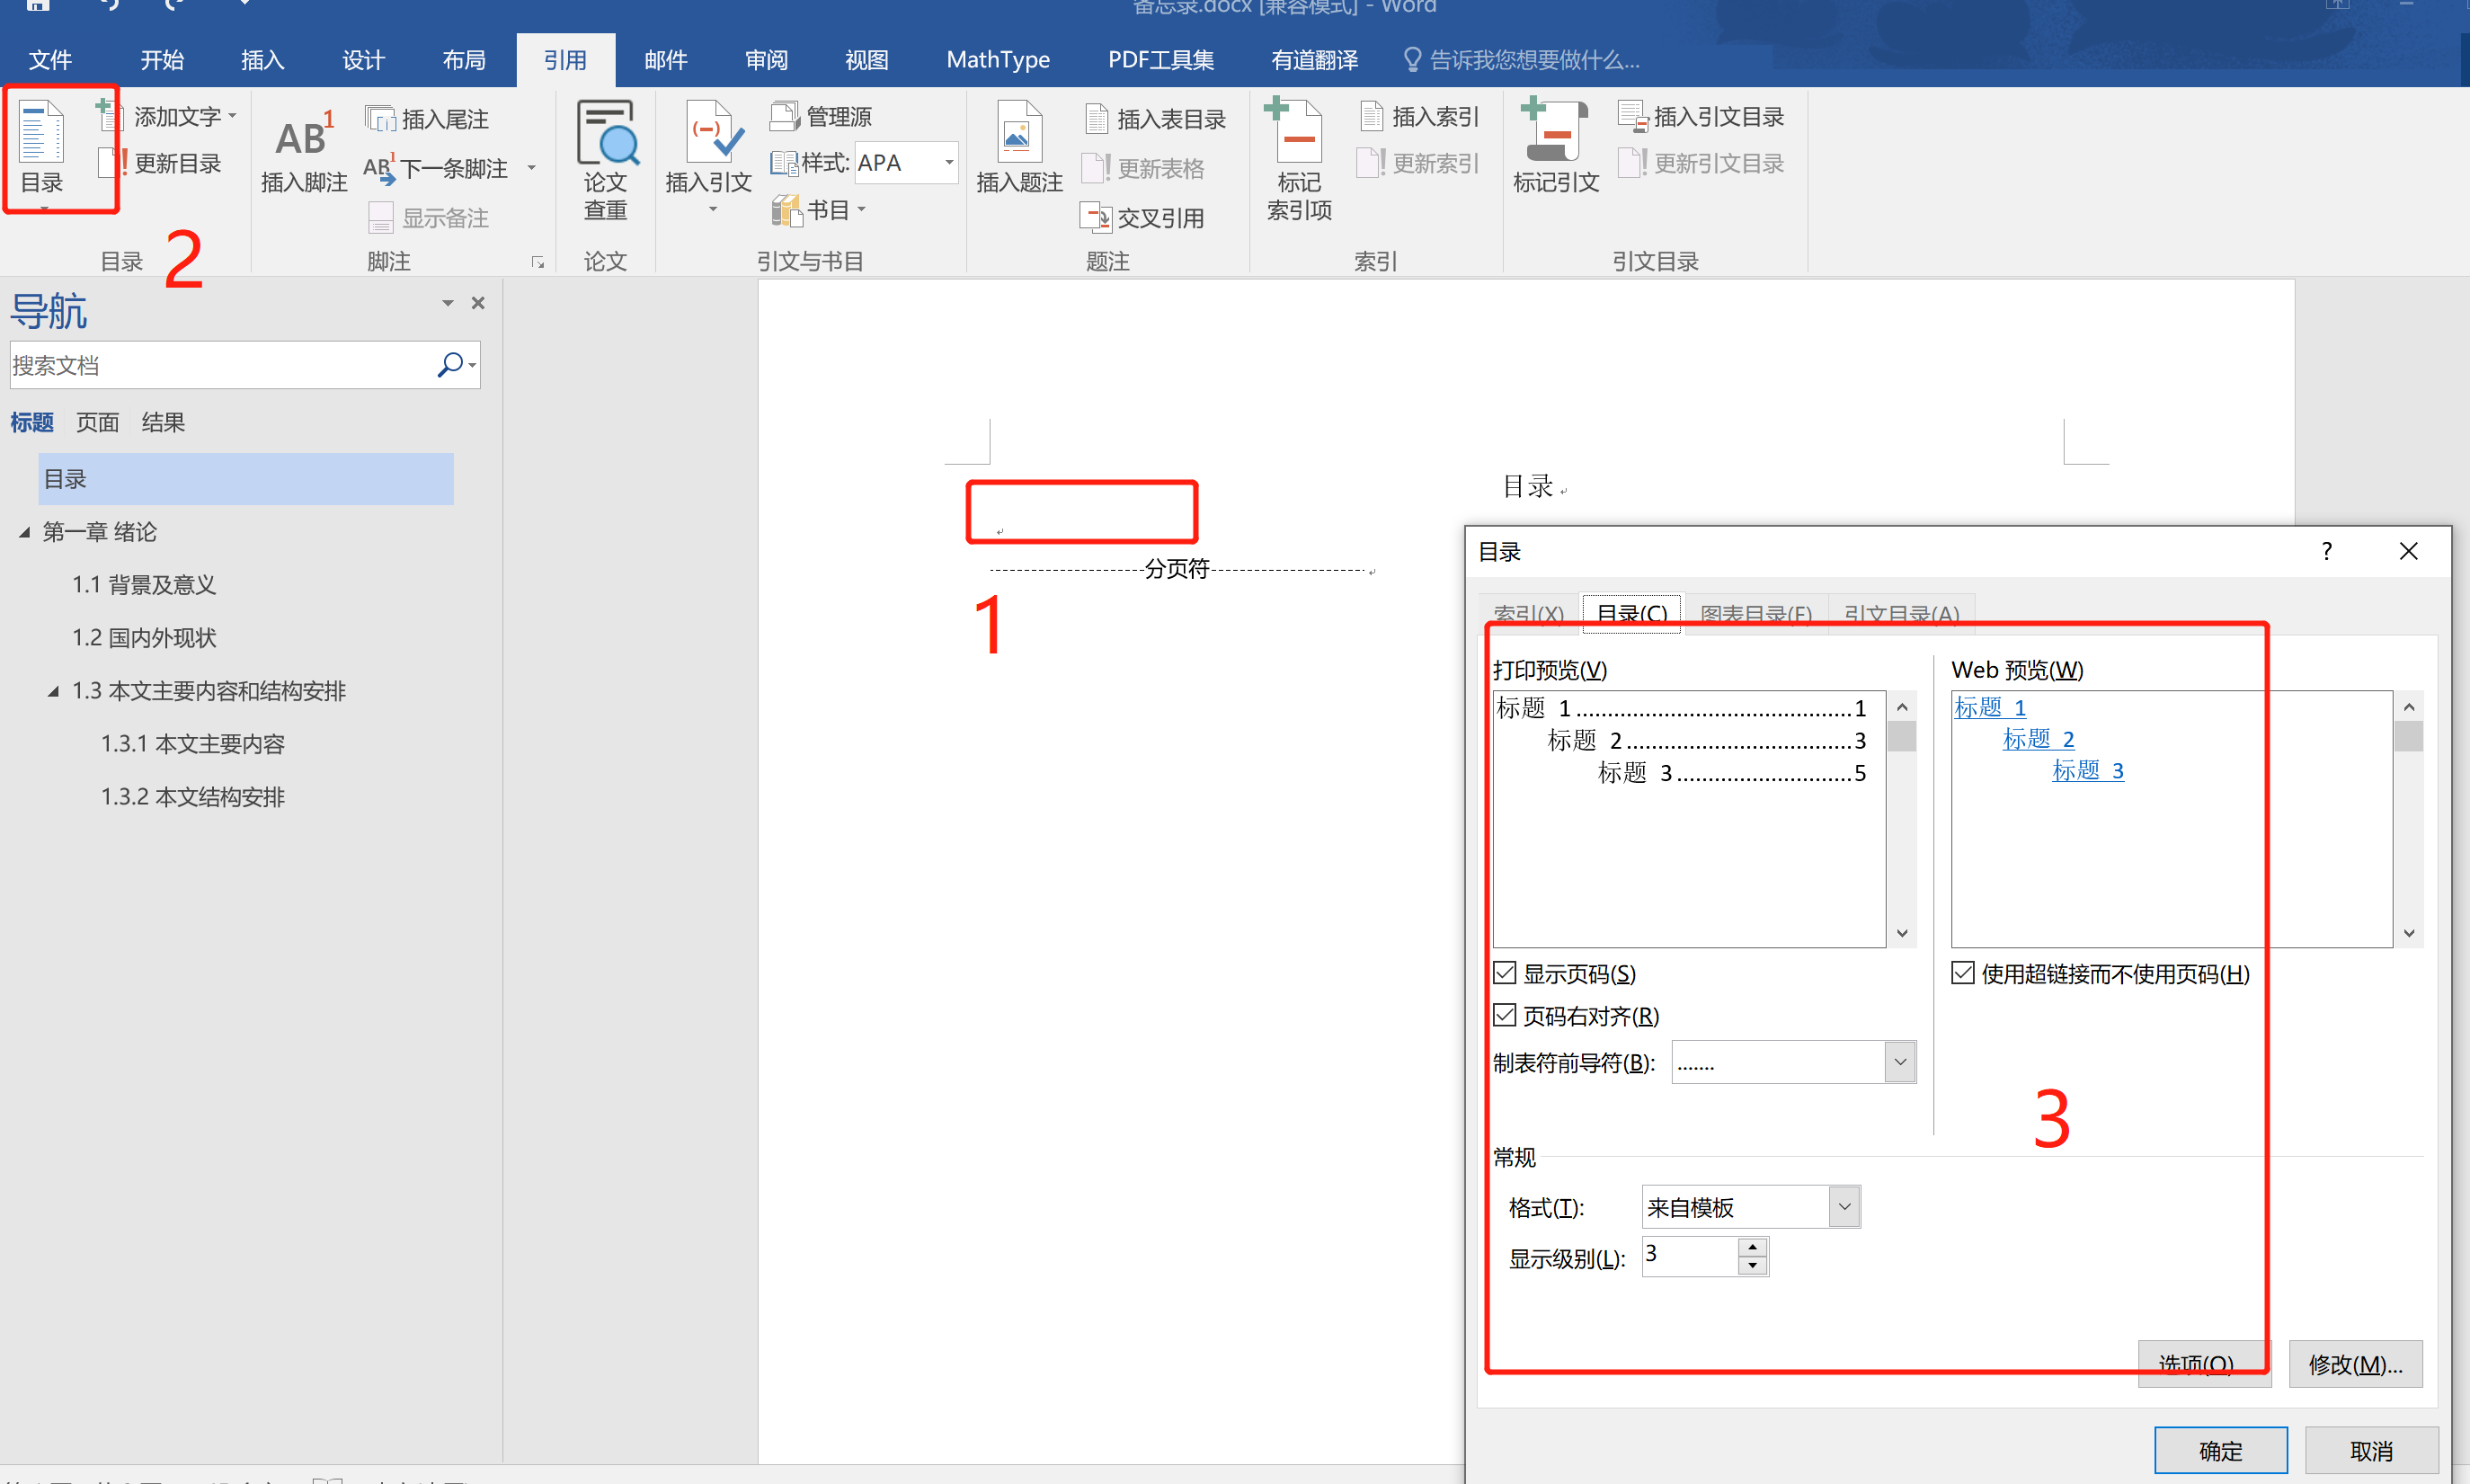 备忘录.docx [兼容模式] - Word
文件 开始 插入 设计 布局 引用 邮件 审阅 视图 MathType PDF工具集 有道翻译 告诉我您想要做什么...
目录
添加文字
更新目录
目录
2
AB1
插入脚注
插入尾注
AB1
下一条脚注
显示备注
脚注
论文
查重
论文
插入引文
管理源
样式: APA
书目
引文与书目
插入题注
插入表目录
更新表格
交叉引用
题注
标记
索引项
插入索引
更新索引
索引
标记引文
插入引文目录
更新引文目录
引文目录
导航
搜索文档
标题 页面 结果
目录
第一章 绪论
1.1 背景及意义
1.2 国内外现状
1.3 本文主要内容和结构安排
1.3.1 本文主要内容
1.3.2 本文结构安排
目录
分页符
1
目录
索引(X) 目录(C) 图表目录(F) 引文目录(A)
打印预览(V)
标题 1........................................1
标题 2....................................3
标题 3............................5
Web 预览(W)
标题 1
标题 2
标题 3
显示页码(S)
页码右对齐(R)
制表符前导符(B): .......
使用超链接而不使用页码(H)
3
常规
格式(T): 来自模板
显示级别(L): 3
选项(O)...
修改(M)...
确定
取消